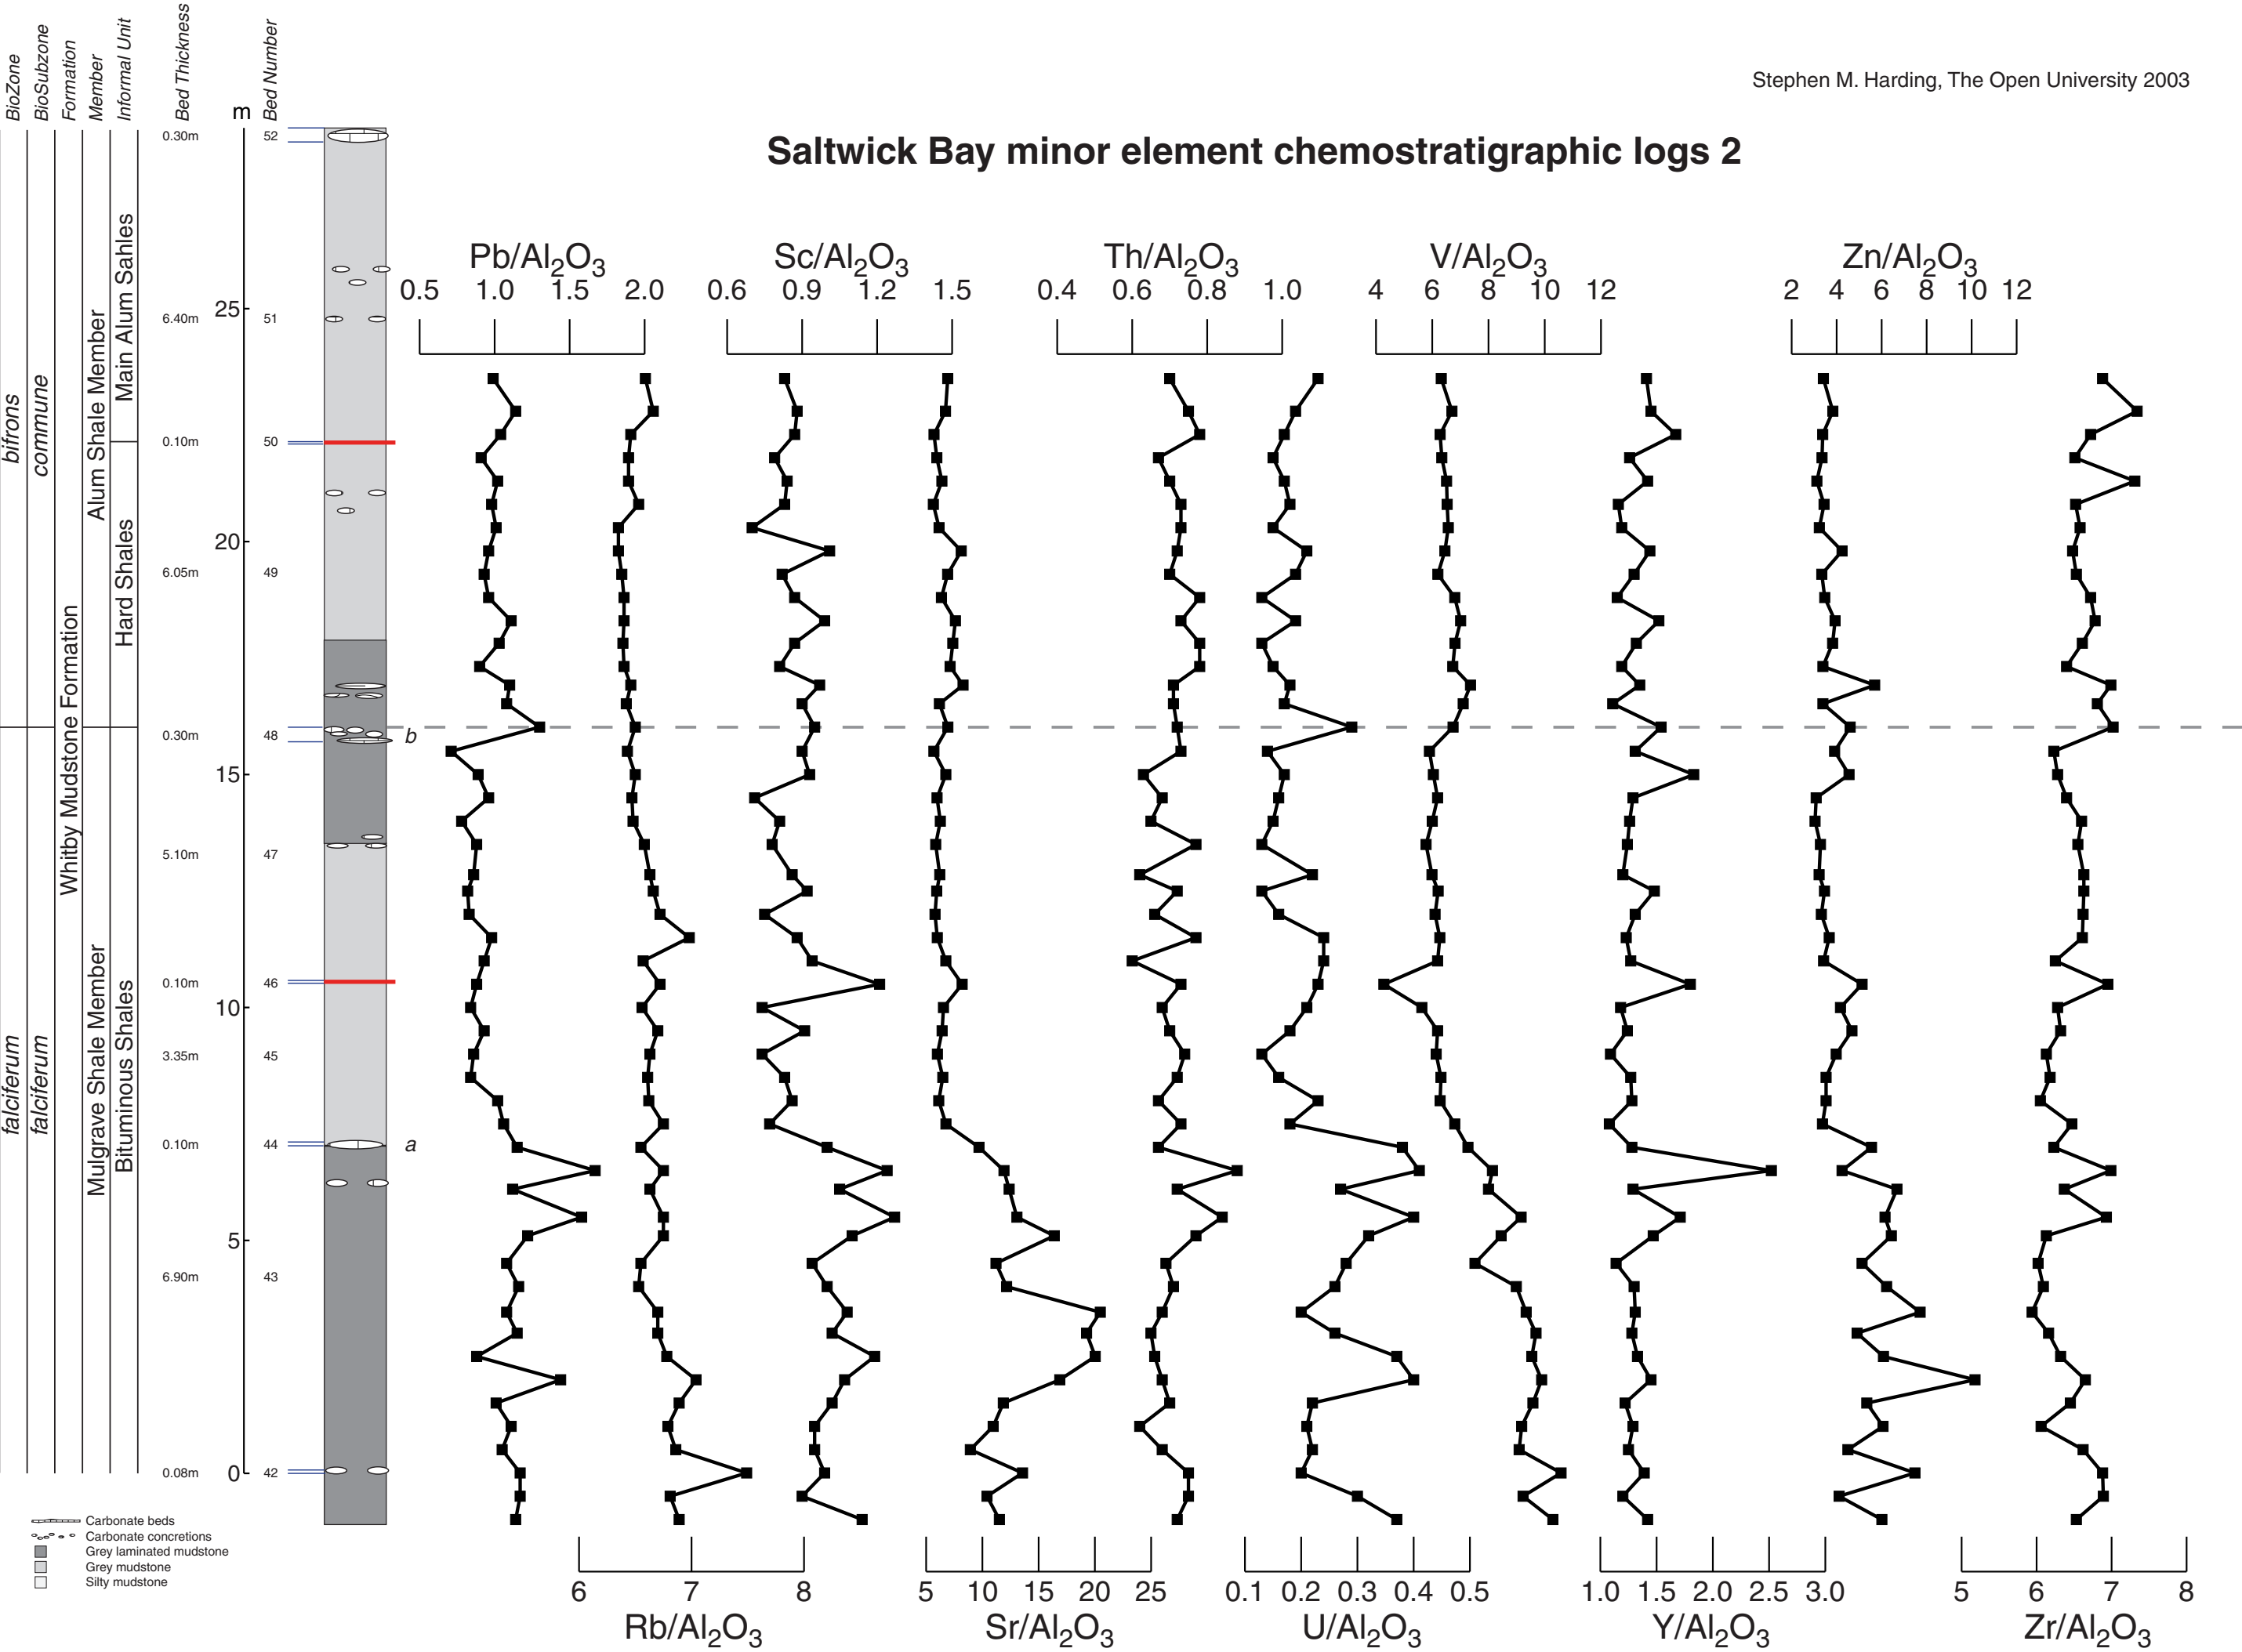 Stephen M. Harding, The Open University 2003
Saltwick Bay minor element chemostratigraphic logs 2
BioZone
BioSubzone
Formation
Member
Informal Unit
Bed Thickness
m
Bed Number
bifrons
commune
falciferum
falciferum
Whitby Mudstone Formation
Alum Shale Member
Mulgrave Shale Member
Main Alum Sahles
Hard Shales
Bituminous Shales
0.30m 52
6.40m 51
0.10m 50
6.05m 49
0.30m 48
5.10m 47
0.10m 46
3.35m 45
0.10m 44
6.90m 43
0.08m 42
25
20
15
10
5
0
b
a
Pb/Al2O3
0.5 1.0 1.5 2.0
Sc/Al2O3
0.6 0.9 1.2 1.5
Th/Al2O3
0.4 0.6 0.8 1.0
V/Al2O3
4 6 8 10 12
Zn/Al2O3
2 4 6 8 10 12
6 7 8
Rb/Al2O3
5 10 15 20 25
Sr/Al2O3
0.1 0.2 0.3 0.4 0.5
U/Al2O3
1.0 1.5 2.0 2.5 3.0
Y/Al2O3
5 6 7 8
Zr/Al2O3
Carbonate beds
Carbonate concretions
Grey laminated mudstone
Grey mudstone
Silty mudstone